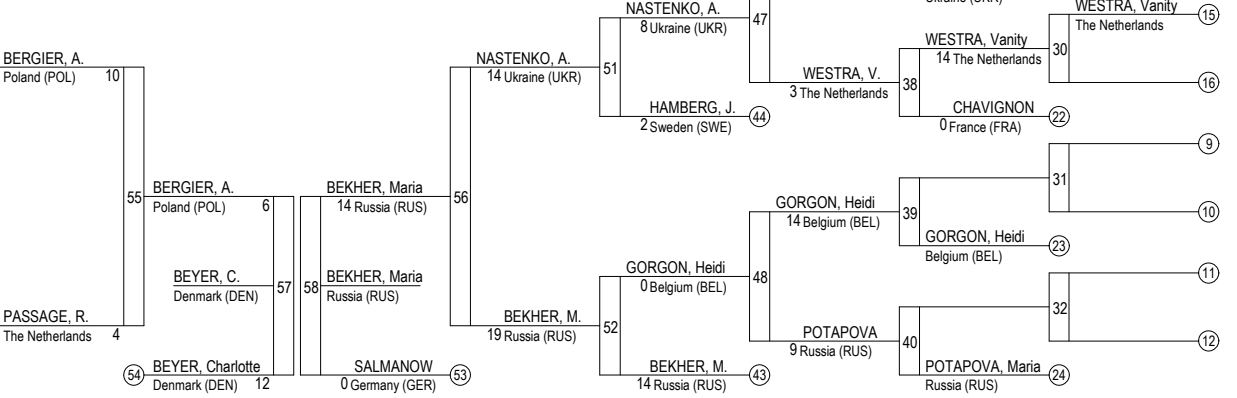 NASTENKO, A.
8 Ukraine (UKR)
47
WESTRA, Vanity
15
The Netherlands
BERGIER, A.
Poland (POL) 10
NASTENKO, A.
14 Ukraine (UKR)
51
WESTRA, V.
3 The Netherlands
38
WESTRA, Vanity
14 The Netherlands
30
16
HAMBERG, J.
2 Sweden (SWE)
44
CHAVIGNON
0 France (FRA)
22
9
31
10
55
BERGIER, A.
Poland (POL) 6
BEKHER, Maria
14 Russia (RUS)
56
GORGON, Heidi
14 Belgium (BEL)
39
GORGON, Heidi
Belgium (BEL)
23
BEYER, C.
Denmark (DEN)
57
58
BEKHER, Maria
Russia (RUS)
GORGON, Heidi
0 Belgium (BEL)
48
11
32
12
PASSAGE, R.
The Netherlands 4
BEKHER, M.
19 Russia (RUS)
52
POTAPOVA
9 Russia (RUS)
40
54
BEYER, Charlotte
Denmark (DEN) 12
SALMANOW
0 Germany (GER)
53
BEKHER, M.
14 Russia (RUS)
43
POTAPOVA, Maria
Russia (RUS)
24